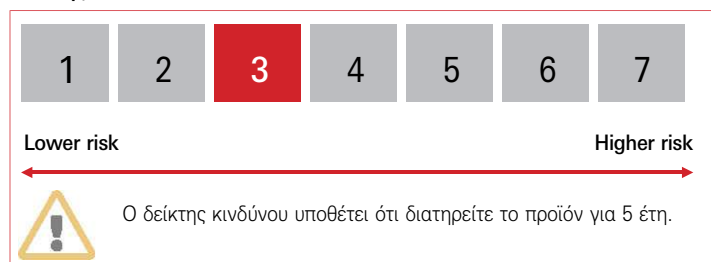 1 2 3 4 5 6 7
Lower risk Higher risk
Ο δείκτης κινδύνου υποθέτει ότι διατηρείτε το προϊόν για 5 έτη.